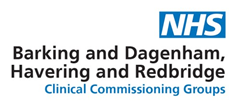 NHS
Barking and Dagenham,
Havering and Redbridge
Clinical Commissioning Groups